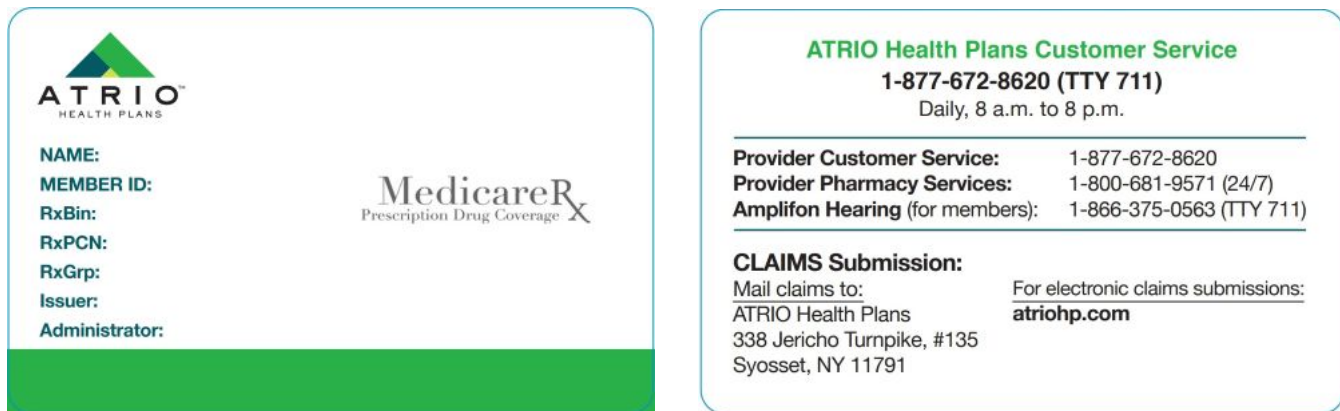 ATRIO™
HEALTH PLANS
NAME:
MEMBER ID:
RxBin:
RxPCN:
RxGrp:
Issuer:
Administrator:
MedicareRx
Prescription Drug Coverage
ATRIO Health Plans Customer Service
1-877-672-8620 (TTY 711)
Daily, 8 a.m. to 8 p.m.
Provider Customer Service: 1-877-672-8620
Provider Pharmacy Services: 1-800-681-9571 (24/7)
Amplifon Hearing (for members): 1-866-375-0563 (TTY 711)
CLAIMS Submission:
Mail claims to:
ATRIO Health Plans
338 Jericho Turnpike, #135
Syosset, NY 11791
For electronic claims submissions:
atriohp.com